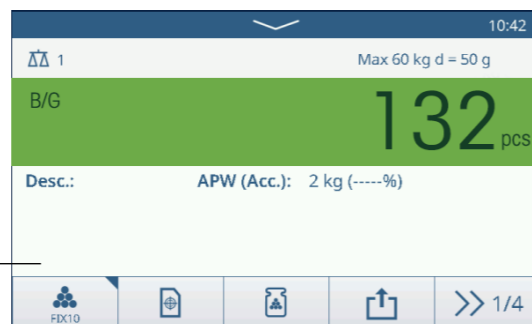 10:42
1 Max 60 kg d = 50 g
B/G
132 pcs
Desc.: APW (Acc.): 2 kg (-----%)
FIX10 1/4